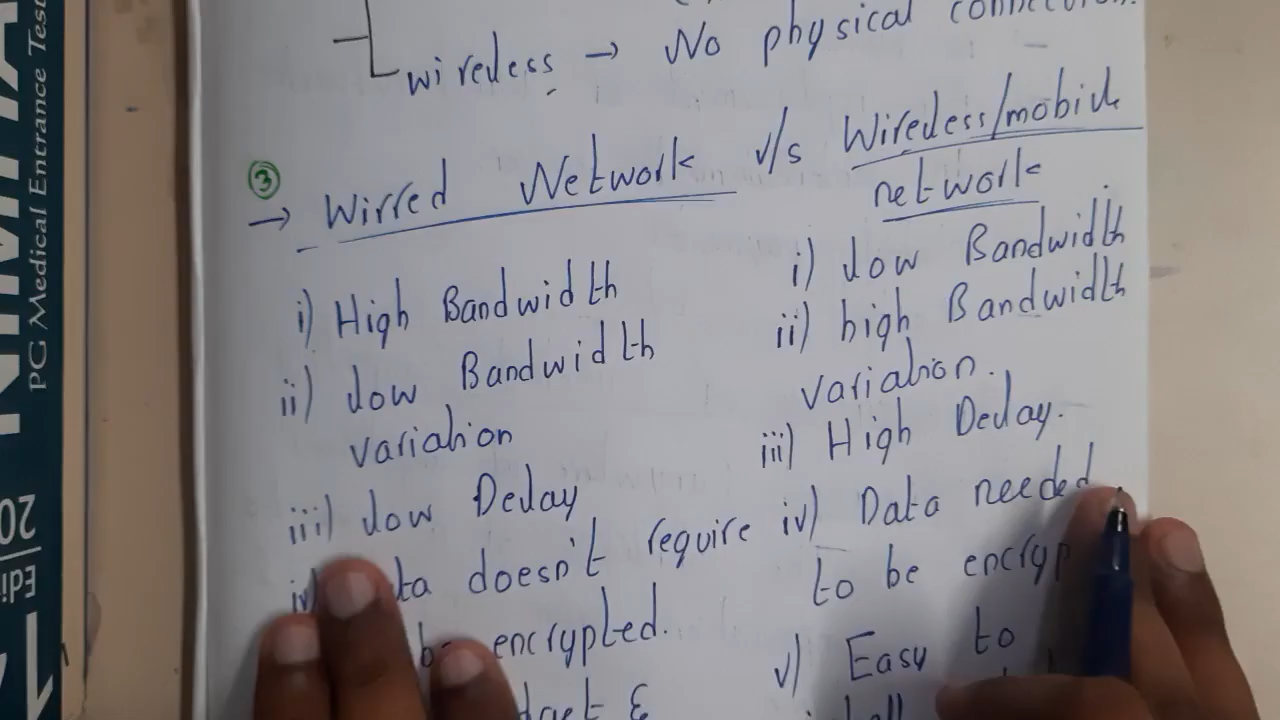 wireless → No physical connection.
③
→ Wirred Network v/s Wireless/mobile
network
i) High Bandwidth
ii) low Bandwidth
variation
iii) low Delay
doesn't require
encrypted.
&
i) low Bandwidth
ii) high Bandwidth
variation.
iii) High Delay.
iv) Data needed
to be
v) Easy to
PG Medical Entrance Test